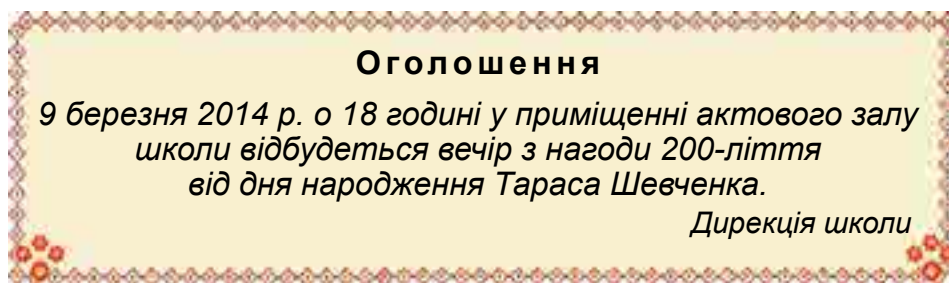 Оголошення
9 березня 2014 р. о 18 годині у приміщенні актового залу
школи відбудеться вечір з нагоди 200-ліття
від дня народження Тараса Шевченка.
Дирекція школи